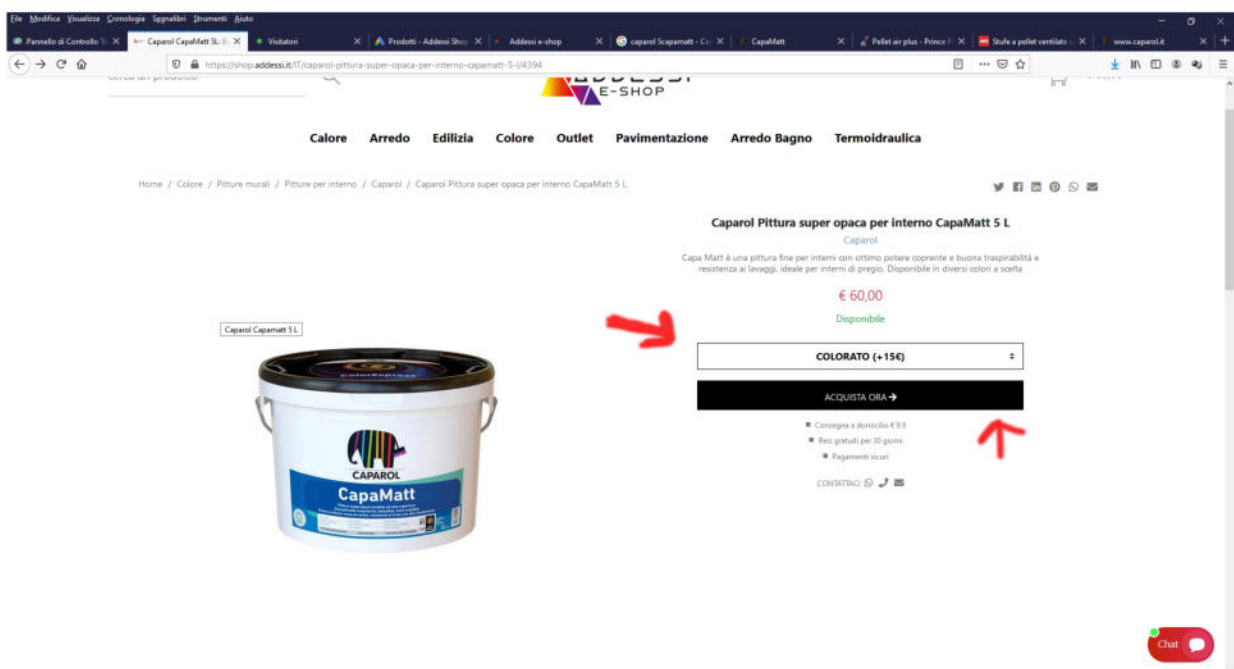 File Modifica Visualizza Cronologia Segnalibri Strumenti Aiuto
Pannello di Controllo
Caparol CapaMatt 5L:
Visitatori
Prodotti - Addessi Shop
Addessi e-shop
caparol Scapamatt -
CapaMatt
Pellet air plus - Prince
Stufe a pellet ventilate
www.caparol.it
https://shop.addessi.it/IT/caparol-pittura-super-opaca-per-interno-capamatt-5-l/4394
cerca un prodotto
ADDESSI
E-SHOP
Calore Arredo Edilizia Colore Outlet Pavimentazione Arredo Bagno Termoidraulica
Home / Colore / Pitture murali / Pitture per interno / Caparol / Caparol Pittura super opaca per interno CapaMatt 5 L
Caparol Pittura super opaca per interno CapaMatt 5 L
Caparol
Capa Matt è una pittura fine per interni con ottimo potere coprente e buona traspirabilità e
resistenza ai lavaggi. ideale per interni di pregio. Disponibile in diversi colori a scelta
€ 60,00
Disponibile
COLORATO (+15€)
ACQUISTA ORA →
Consegna a domicilio € 9.9
Resi gratuiti per 30 giorni
Pagamenti sicuri
CONTATTACI
Caparol Capamatt 5 L
ColorExpress
CAPAROL
CapaMatt
Chat